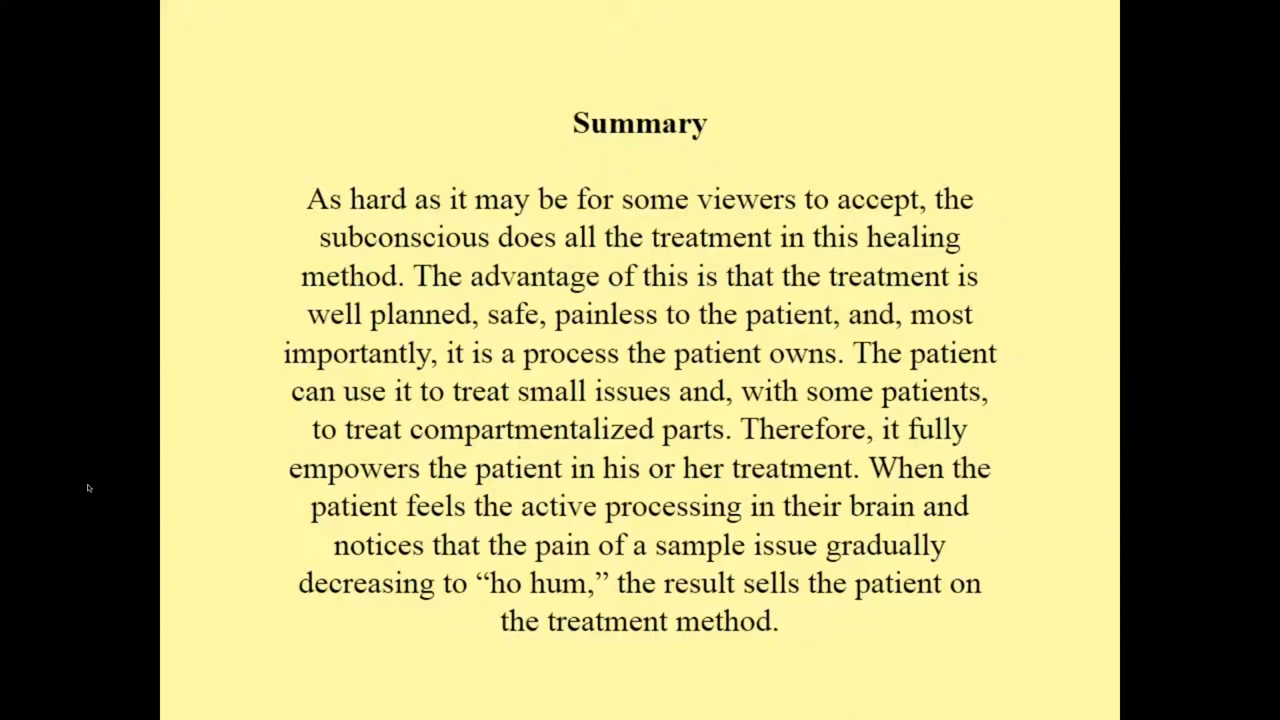 Summary
As hard as it may be for some viewers to accept, the
subconscious does all the treatment in this healing
method. The advantage of this is that the treatment is
well planned, safe, painless to the patient, and, most
importantly, it is a process the patient owns. The patient
can use it to treat small issues and, with some patients,
to treat compartmentalized parts. Therefore, it fully
empowers the patient in his or her treatment. When the
patient feels the active processing in their brain and
notices that the pain of a sample issue gradually
decreasing to “ho hum,” the result sells the patient on
the treatment method.